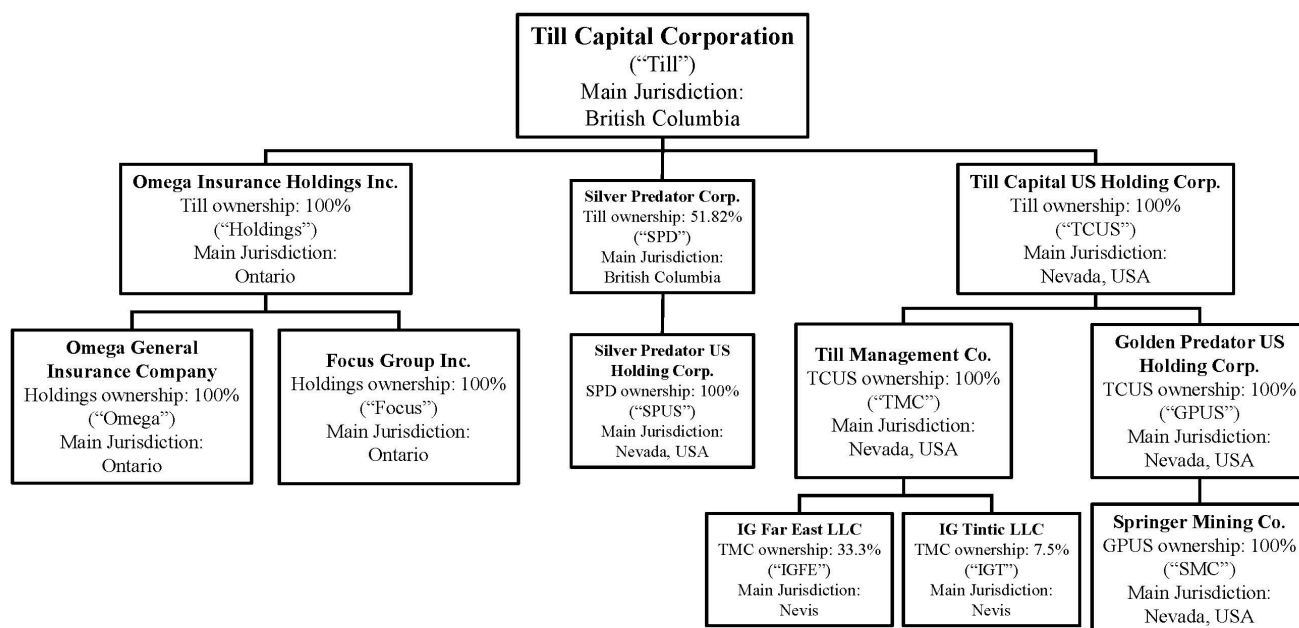 Till Capital Corporation
(“Till”)
Main Jurisdiction:
British Columbia
Omega Insurance Holdings Inc.
Till ownership: 100%
(“Holdings”)
Main Jurisdiction:
Ontario
Silver Predator Corp.
Till ownership: 51.82%
(“SPD”)
Main Jurisdiction:
British Columbia
Till Capital US Holding Corp.
Till ownership: 100%
(“TCUS”)
Main Jurisdiction:
Nevada, USA
Omega General
Insurance Company
Holdings ownership: 100%
(“Omega”)
Main Jurisdiction:
Ontario
Focus Group Inc.
Holdings ownership: 100%
(“Focus”)
Main Jurisdiction:
Ontario
Silver Predator US
Holding Corp.
SPD ownership: 100%
(“SPUS”)
Main Jurisdiction:
Nevada, USA
Till Management Co.
TCUS ownership: 100%
(“TMC”)
Main Jurisdiction:
Nevada, USA
Golden Predator US
Holding Corp.
TCUS ownership: 100%
(“GPUS”)
Main Jurisdiction:
Nevada, USA
IG Far East LLC
TMC ownership: 33.3%
(“IGFE”)
Main Jurisdiction:
Nevis
IG Tintic LLC
TMC ownership: 7.5%
(“IGT”)
Main Jurisdiction:
Nevis
Springer Mining Co.
GPUS ownership: 100%
(“SMC”)
Main Jurisdiction:
Nevada, USA